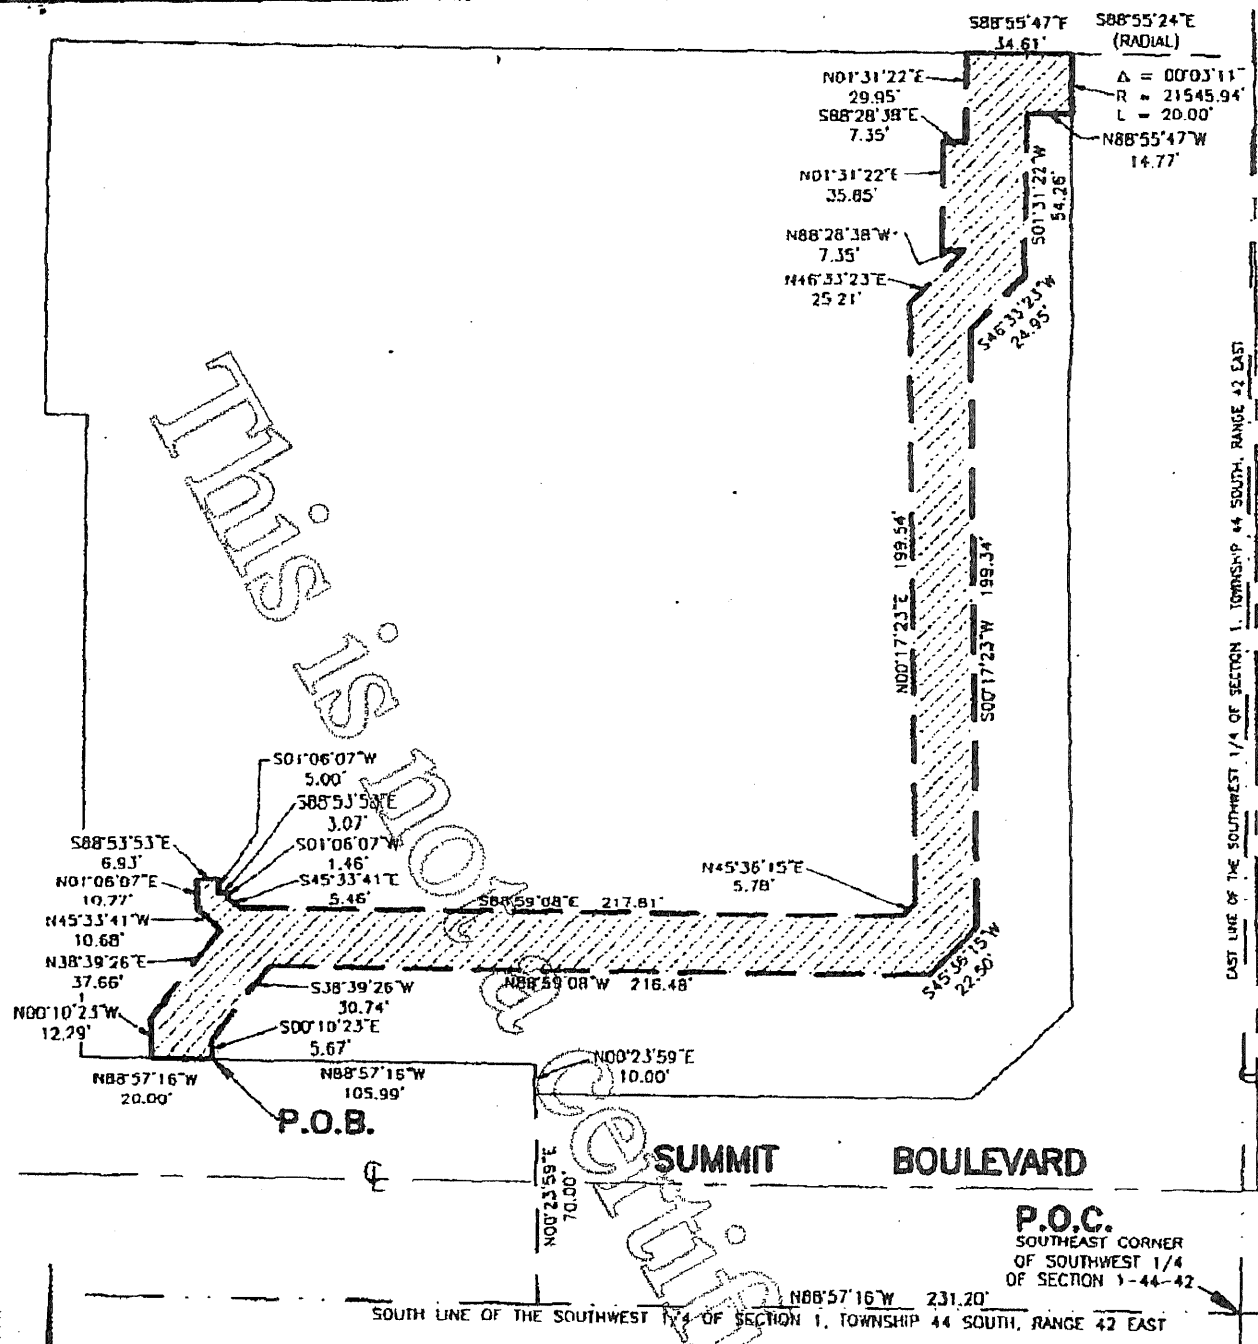 S88°55'47"E
34.61'
S88°55'24"E
(RADIAL)
Δ = 00°03'11"
R = 21545.94'
L = 20.00'
N01°31'22"E
29.95'
S88°28'38"E
7.35'
N88°55'47"W
14.77'
N01°31'22"E
35.85'
S01°31'22"W
54.26'
N88°28'38"W
7.35'
N46°33'23"E
25.21'
S46°33'23"W
24.95'
EAST LINE OF THE SOUTHWEST 1/4 OF SECTION 1, TOWNSHIP 44 SOUTH, RANGE 42 EAST
N00°17'23"E 199.54'
S00°17'23"W 199.34'
S01°06'07"W
5.00'
S88°53'53"E
3.07'
S01°06'07"W
1.46'
S45°33'41"E
5.46'
S88°53'53"E
6.93'
N01°06'07"E
10.77'
N45°33'41"W
10.68'
N38°39'26"E
37.66'
N00°10'23"W
12.29'
N45°36'15"E
5.78'
S88°59'08"E 217.81'
N88°59'08"W 216.48'
S45°36'15"W
22.50'
S38°39'26"W
30.74'
S00°10'23"E
5.67'
N88°57'16"W
20.00'
N88°57'16"W
105.99'
N00°23'59"E
10.00'
P.O.B.
SUMMIT BOULEVARD
N00°23'59"E
70.00'
P.O.C.
SOUTHEAST CORNER
OF SOUTHWEST 1/4
OF SECTION 1-44-42
N88°57'16"W 231.20'
SOUTH LINE OF THE SOUTHWEST 1/4 OF SECTION 1, TOWNSHIP 44 SOUTH, RANGE 42 EAST
This is not a certif